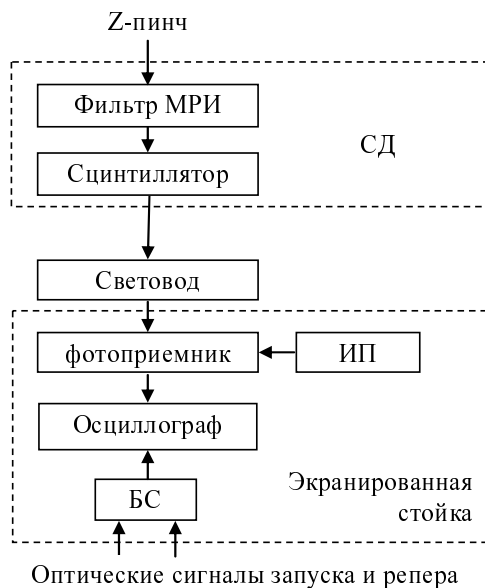 Z-пинч
Фильтр МРИ
СД
Сцинтиллятор
Световод
фотоприемник
ИП
Осциллограф
БС
Экранированная
стойка
Оптические сигналы запуска и репера